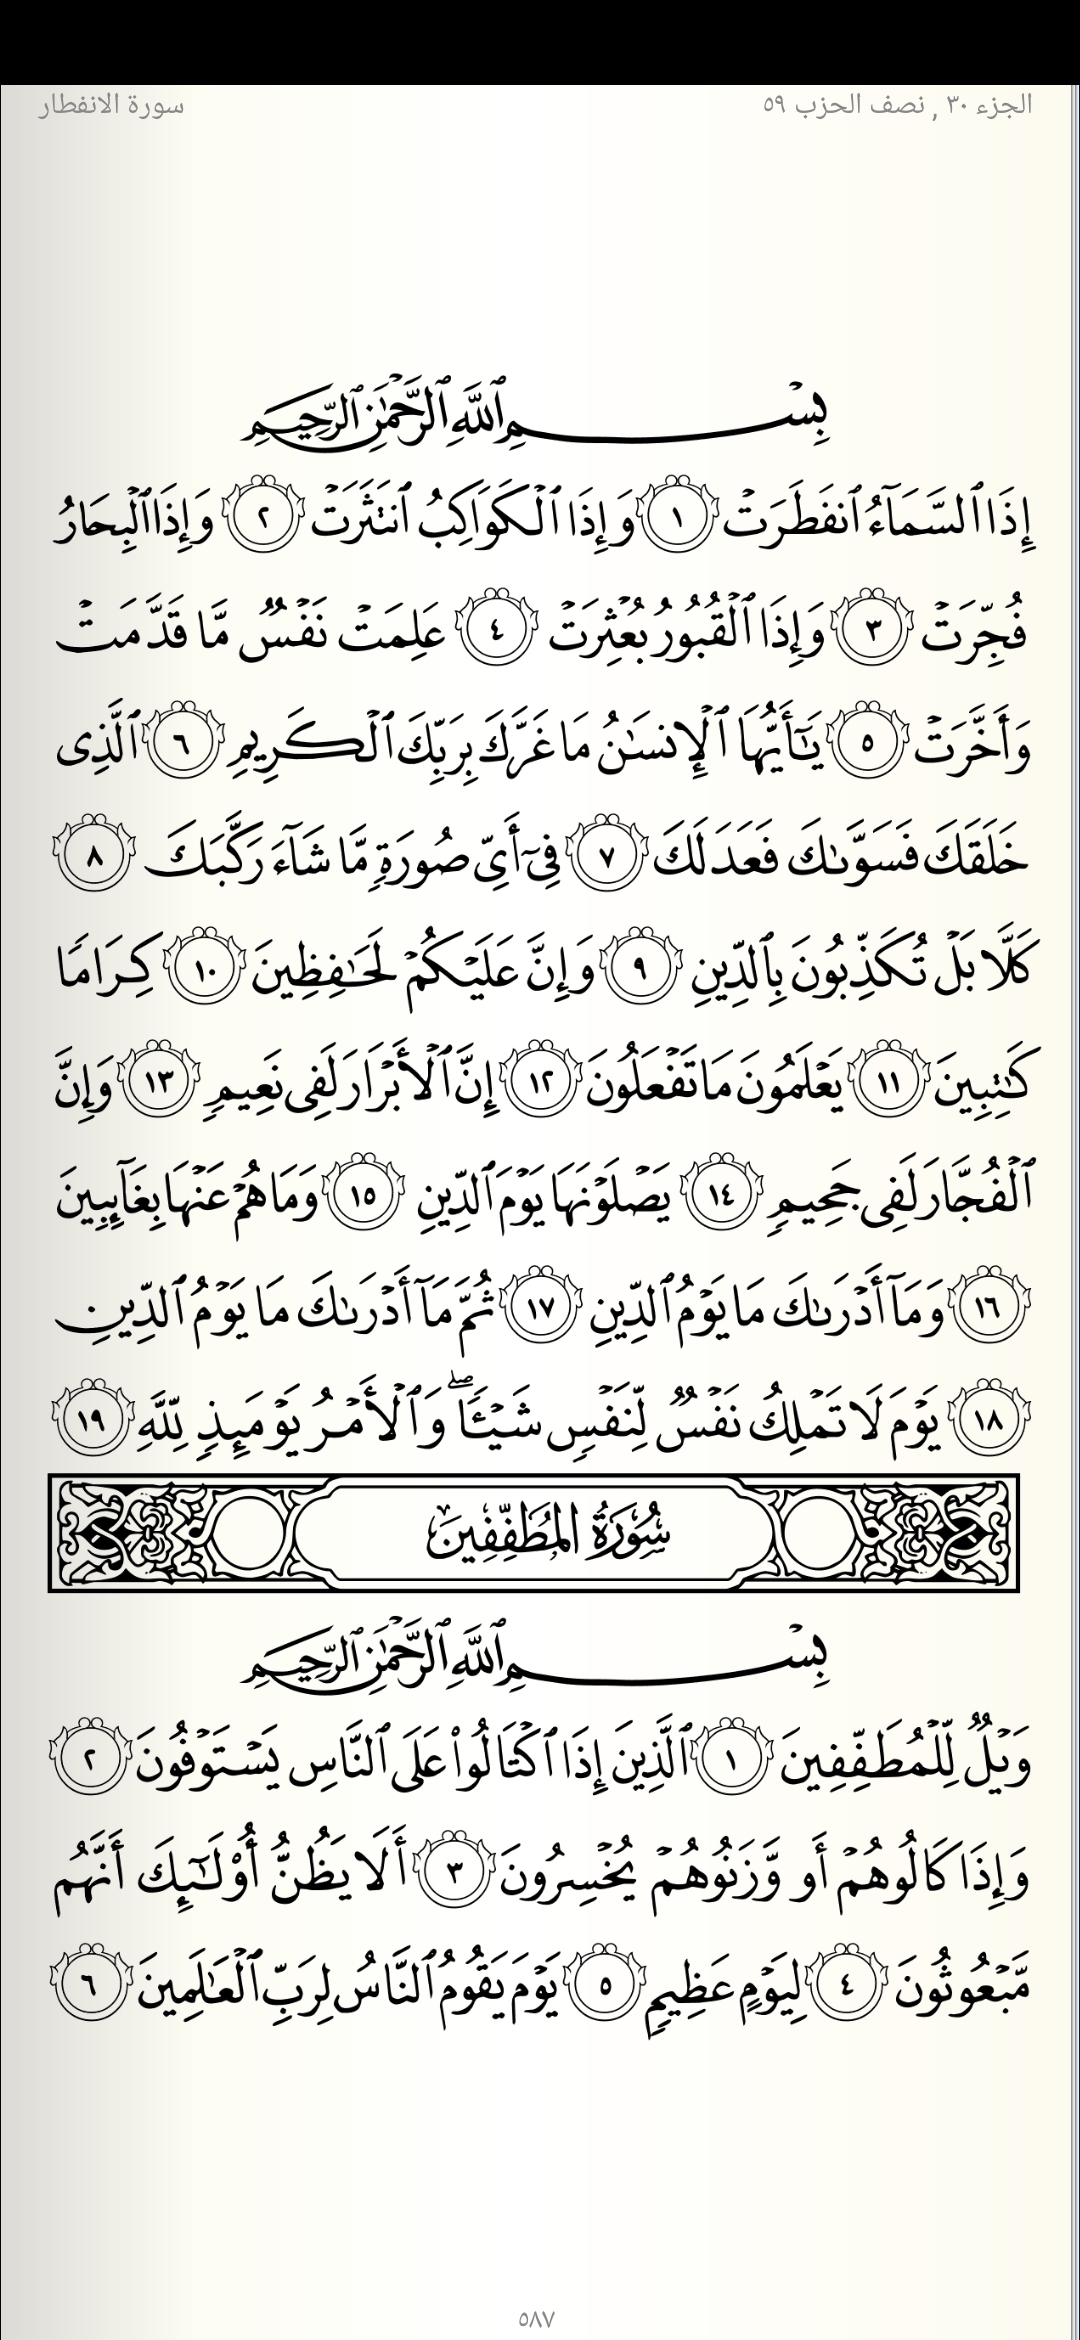 الجزء ٣٠ , نصف الحزب ٥٩
سورة الانفطار
بِسْمِ ٱللَّهِ ٱلرَّحْمَٰنِ ٱلرَّحِيمِ
إِذَا ٱلسَّمَآءُ ٱنفَطَرَتْ ١ وَإِذَا ٱلْكَوَاكِبُ ٱنتَثَرَتْ ٢ وَإِذَا ٱلْبِحَارُ
فُجِّرَتْ ٣ وَإِذَا ٱلْقُبُورُ بُعْثِرَتْ ٤ عَلِمَتْ نَفْسٌ مَّا قَدَّمَتْ
وَأَخَّرَتْ ٥ يَٰٓأَيُّهَا ٱلْإِنسَٰنُ مَا غَرَّكَ بِرَبِّكَ ٱلْكَرِيمِ ٦ ٱلَّذِى
خَلَقَكَ فَسَوَّىٰكَ فَعَدَلَكَ ٧ فِىٓ أَىِّ صُورَةٍ مَّا شَآءَ رَكَّبَكَ ٨
كَلَّا بَلْ تُكَذِّبُونَ بِٱلدِّينِ ٩ وَإِنَّ عَلَيْكُمْ لَحَٰفِظِينَ ١٠ كِرَامًا
كَٰتِبِينَ ١١ يَعْلَمُونَ مَا تَفْعَلُونَ ١٢ إِنَّ ٱلْأَبْرَارَ لَفِى نَعِيمٍ ١٣ وَإِنَّ
ٱلْفُجَّارَ لَفِى جَحِيمٍ ١٤ يَصْلَوْنَهَا يَوْمَ ٱلدِّينِ ١٥ وَمَا هُمْ عَنْهَا بِغَآئِبِينَ
١٦ وَمَآ أَدْرَىٰكَ مَا يَوْمُ ٱلدِّينِ ١٧ ثُمَّ مَآ أَدْرَىٰكَ مَا يَوْمُ ٱلدِّينِ
١٨ يَوْمَ لَا تَمْلِكُ نَفْسٌ لِّنَفْسٍ شَيْـًٔا ۖ وَٱلْأَمْرُ يَوْمَئِذٍ لِّلَّهِ ١٩
سُورَةُ المُطَفِّفِينَ
بِسْمِ ٱللَّهِ ٱلرَّحْمَٰنِ ٱلرَّحِيمِ
وَيْلٌ لِّلْمُطَفِّفِينَ ١ ٱلَّذِينَ إِذَا ٱكْتَالُوا۟ عَلَى ٱلنَّاسِ يَسْتَوْفُونَ ٢
وَإِذَا كَالُوهُمْ أَو وَّزَنُوهُمْ يُخْسِرُونَ ٣ أَلَا يَظُنُّ أُو۟لَٰٓئِكَ أَنَّهُم
مَّبْعُوثُونَ ٤ لِيَوْمٍ عَظِيمٍ ٥ يَوْمَ يَقُومُ ٱلنَّاسُ لِرَبِّ ٱلْعَٰلَمِينَ ٦
٥٨٧